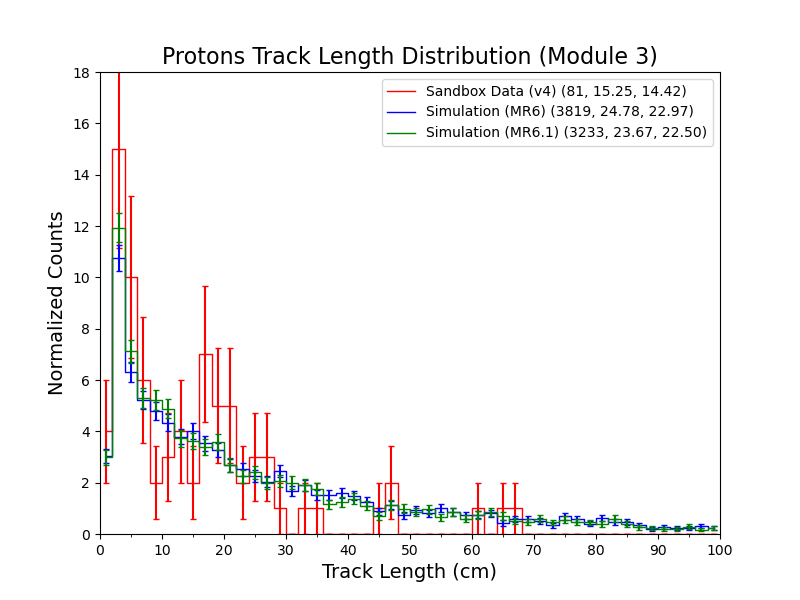 Protons Track Length Distribution (Module 3)
Sandbox Data (v4) (81, 15.25, 14.42)
Simulation (MR6) (3819, 24.78, 22.97)
Simulation (MR6.1) (3233, 23.67, 22.50)
Normalized Counts
18
16
14
12
10
8
6
4
2
0
0 10 20 30 40 50 60 70 80 90 100
Track Length (cm)